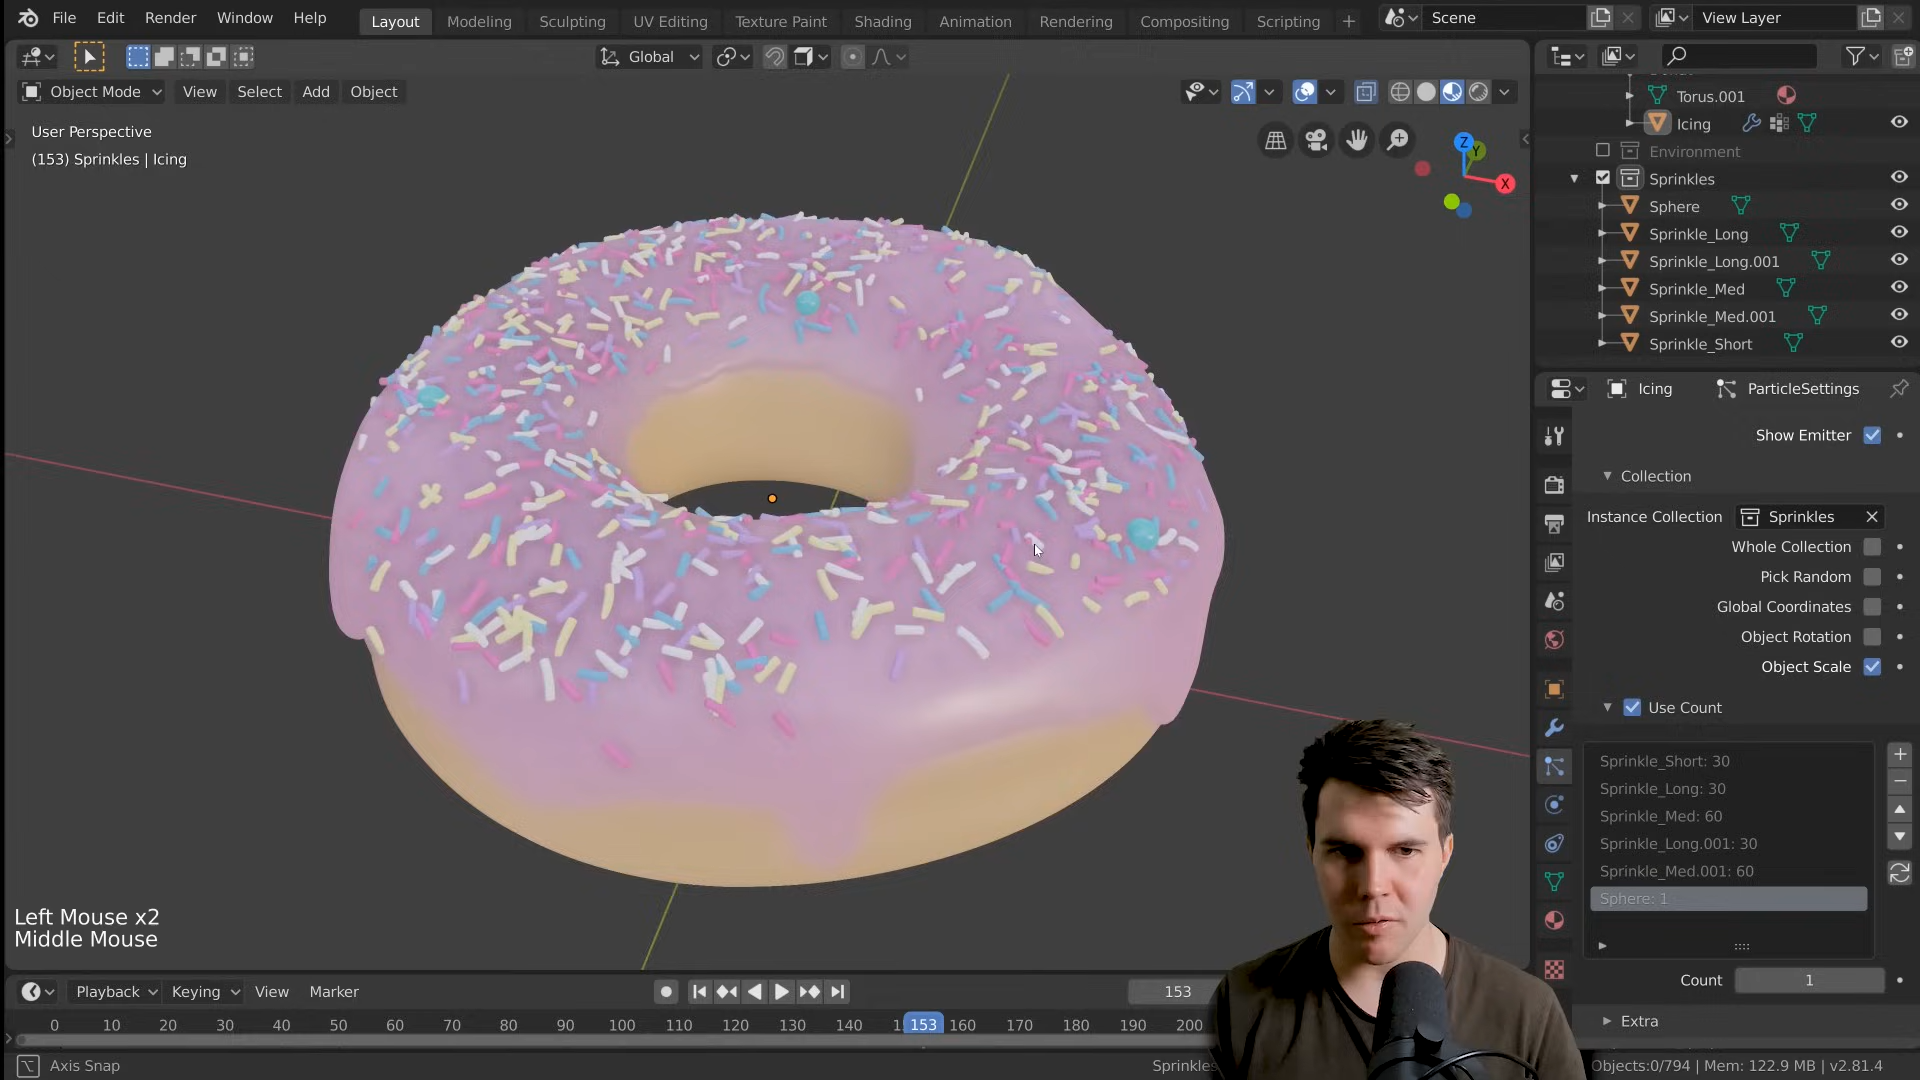 File Edit Render Window Help
Layout Modeling Sculpting UV Editing Texture Paint Shading Animation Rendering Compositing Scripting +
Scene
View Layer
Global
Object Mode View Select Add Object
User Perspective
(153) Sprinkles | Icing
Z
Y
X
Torus.001
Icing
Environment
Sprinkles
Sphere
Sprinkle_Long
Sprinkle_Long.001
Sprinkle_Med
Sprinkle_Med.001
Sprinkle_Short
Icing ParticleSettings
Show Emitter
Collection
Instance Collection Sprinkles
Whole Collection
Pick Random
Global Coordinates
Object Rotation
Object Scale
Use Count
Sprinkle_Short: 30
Sprinkle_Long: 30
Sprinkle_Med: 60
Sprinkle_Long.001: 30
Sprinkle_Med.001: 60
Sphere: 1
Count 1
Extra
Left Mouse x2
Middle Mouse
Playback Keying View Marker
153
0 10 20 30 40 50 60 70 80 90 100 110 120 130 140 153 160 170 180 190 200
Axis Snap
Sprinkles
Objects:0/794 | Mem: 122.9 MB | v2.81.4